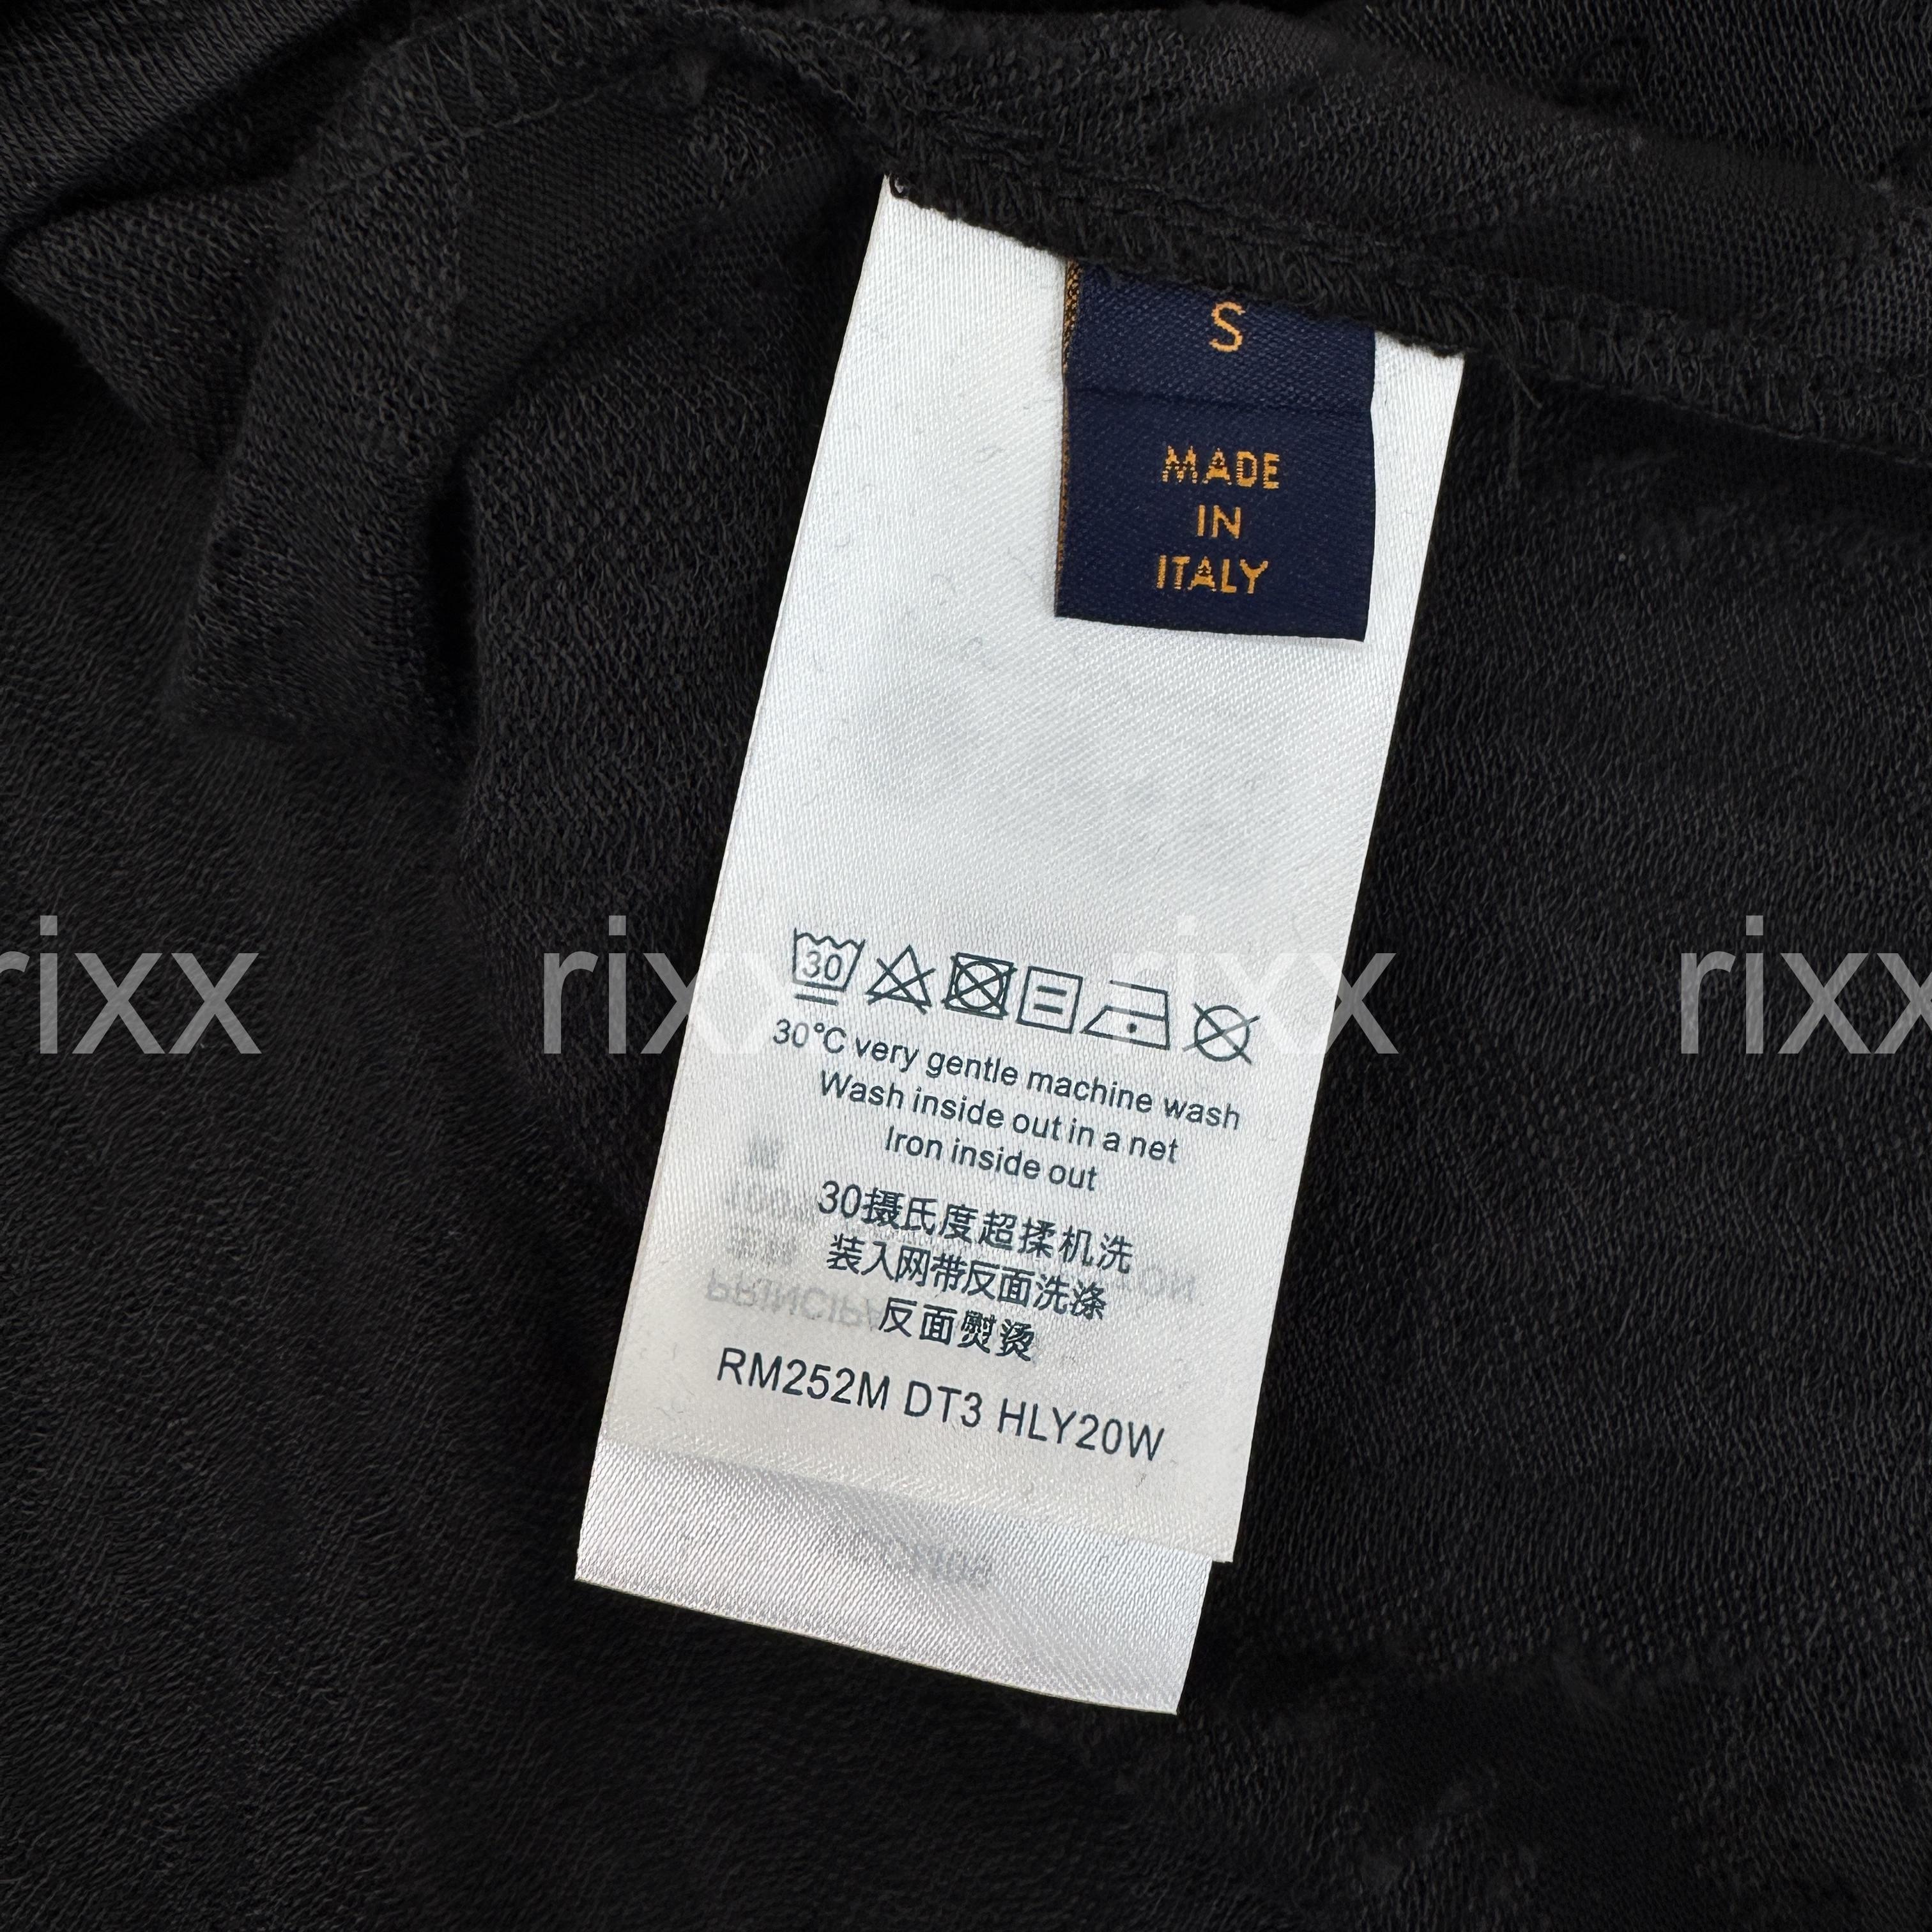 S
MADE
IN
ITALY
rixx rixx rixx rixx
30
30°C very gentle machine wash
Wash inside out in a net
Iron inside out
30摄氏度超揉机洗
装入网带反面洗涤
反面熨烫
RM252M DT3 HLY20W